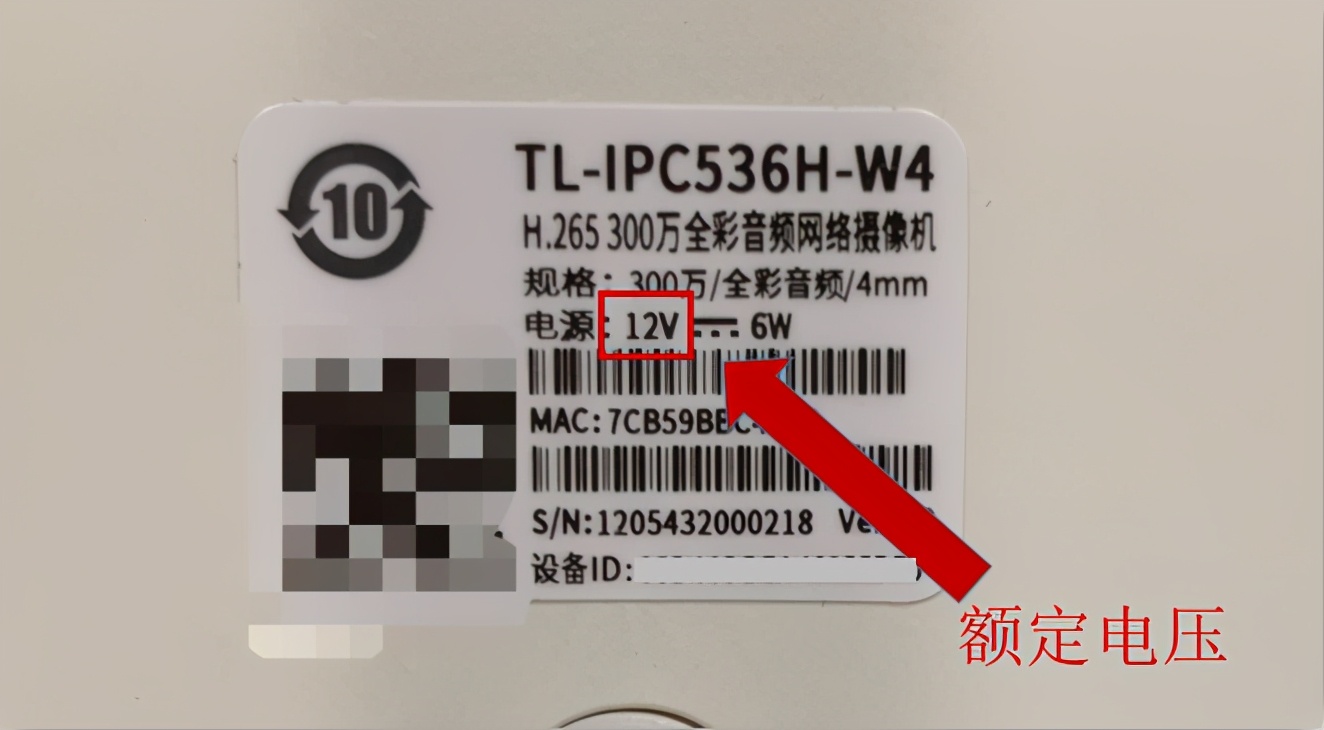 10
TL-IPC536H-W4
H.265 300万全彩音频网络摄像机
规格：300万/全彩音频/4mm
电源：12V 6W
MAC:7CB59BEC
S/N:1205432000218
设备ID:
额定电压